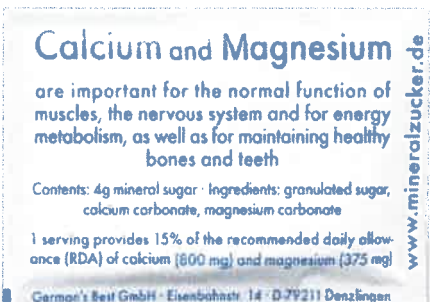 Calcium and Magnesium
are important for the normal function of
muscles, the nervous system and for energy
metabolism, as well as for maintaining healthy
bones and teeth
Contents: 4g mineral sugar · Ingredients: granulated sugar,
calcium carbonate, magnesium carbonate
1 serving provides 15% of the recommended daily allow-
ance (RDA) of calcium (800 mg) and magnesium (375 mg)
German's Best GmbH · Eisenbahnstr. 14 · D-79211 Denzlingen
www.mineralzucker.de